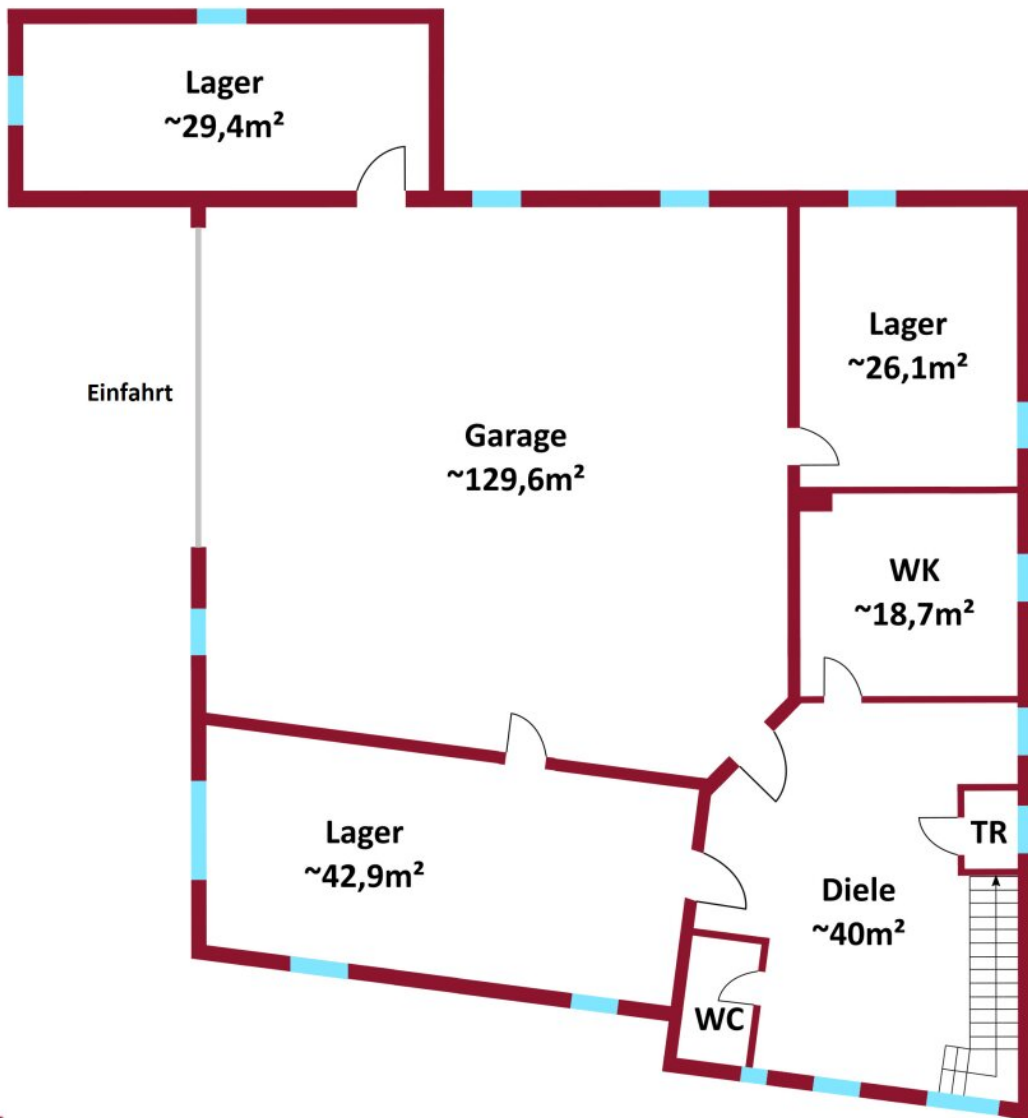 Lager
~29,4m²
Lager
~26,1m²
Einfahrt
Garage
~129,6m²
WK
~18,7m²
Lager
~42,9m²
TR
Diele
~40m²
WC